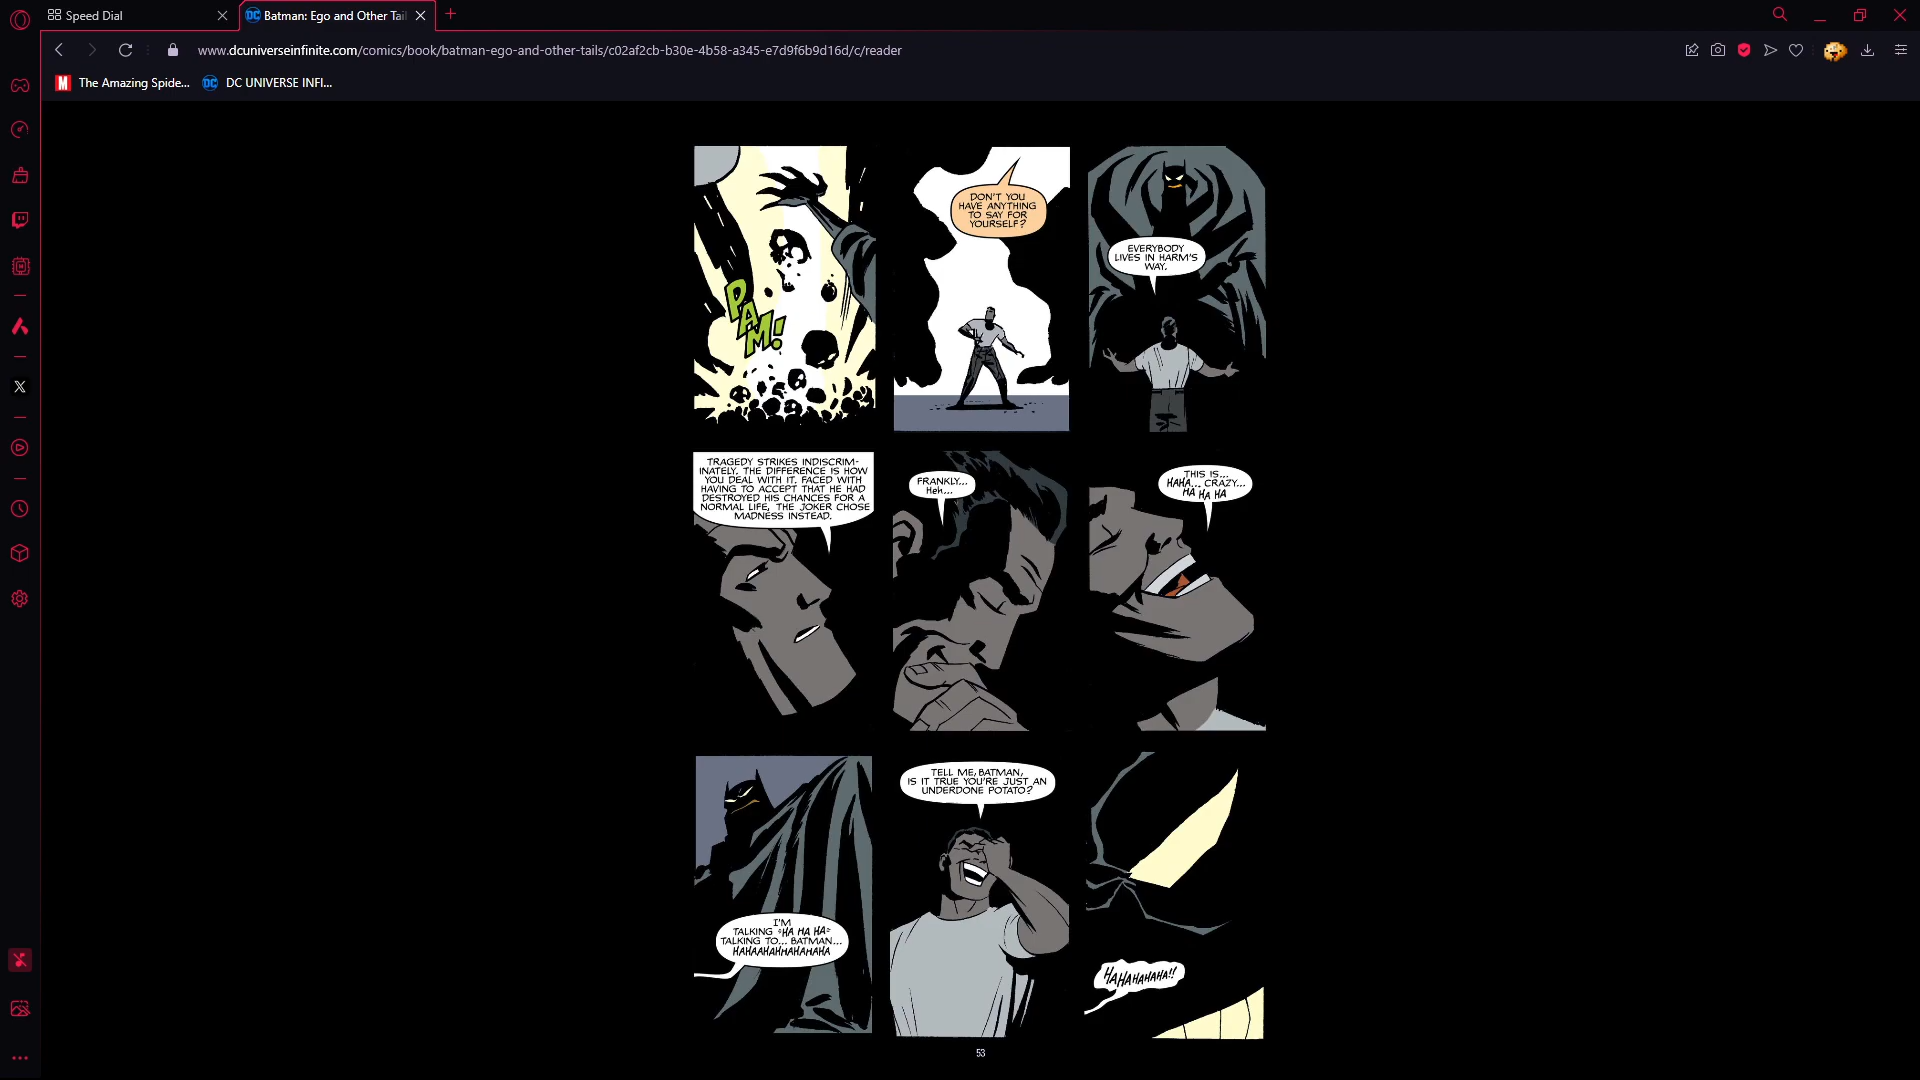 Speed Dial
Batman: Ego and Other Tail
www.dcuniverseinfinite.com/comics/book/batman-ego-and-other-tails/c02af2cb-b30e-4b58-a345-e7d9f6b9d16d/c/reader
The Amazing Spide...
DC UNIVERSE INFI...
PAM!
DON'T YOU
HAVE ANYTHING
TO SAY FOR
YOURSELF?
EVERYBODY
LIVES IN HARM'S
WAY.
TRAGEDY STRIKES INDISCRIM-
INATELY. THE DIFFERENCE IS HOW
YOU DEAL WITH IT. FACED WITH
HAVING TO ACCEPT THAT HE HAD
DESTROYED HIS CHANCES FOR A
NORMAL LIFE, THE JOKER CHOSE
MADNESS INSTEAD.
FRANKLY...
Heh...
THIS IS...
HAHA... CRAZY...
HA HA HA
I'M
TALKING *HA HA HA*
TALKING TO... BATMAN...
HAHAAHAHHAHAHAHA
TELL ME, BATMAN,
IS IT TRUE YOU'RE JUST AN
UNDERDONE POTATO?
HAHAHAHAHA!!
53